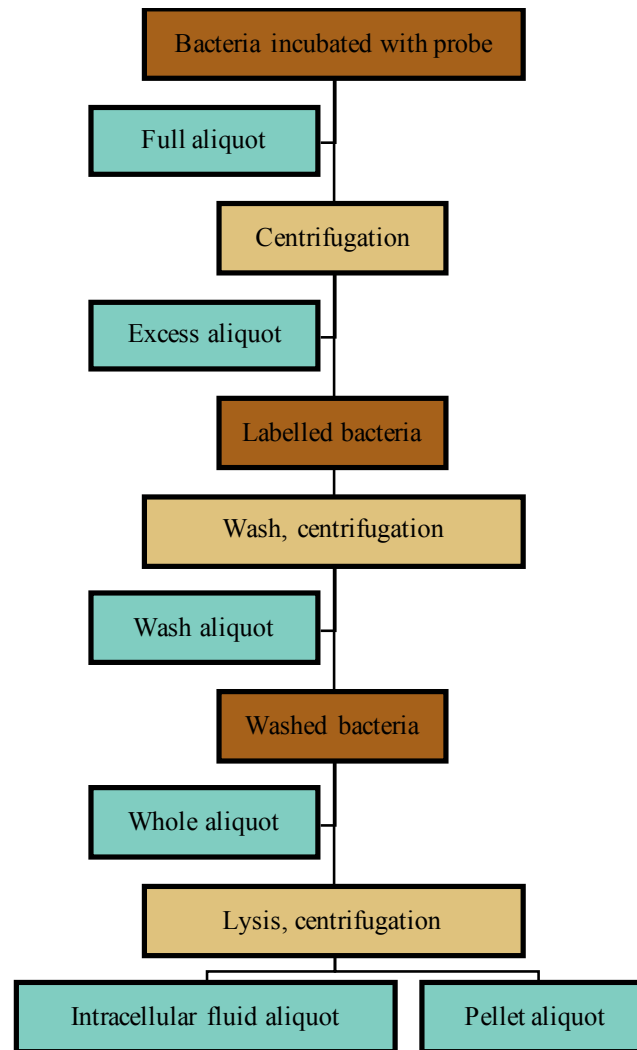 Bacteria incubated with probe
Full aliquot
Centrifugation
Excess aliquot
Labelled bacteria
Wash, centrifugation
Wash aliquot
Washed bacteria
Whole aliquot
Lysis, centrifugation
Intracellular fluid aliquot
Pellet aliquot